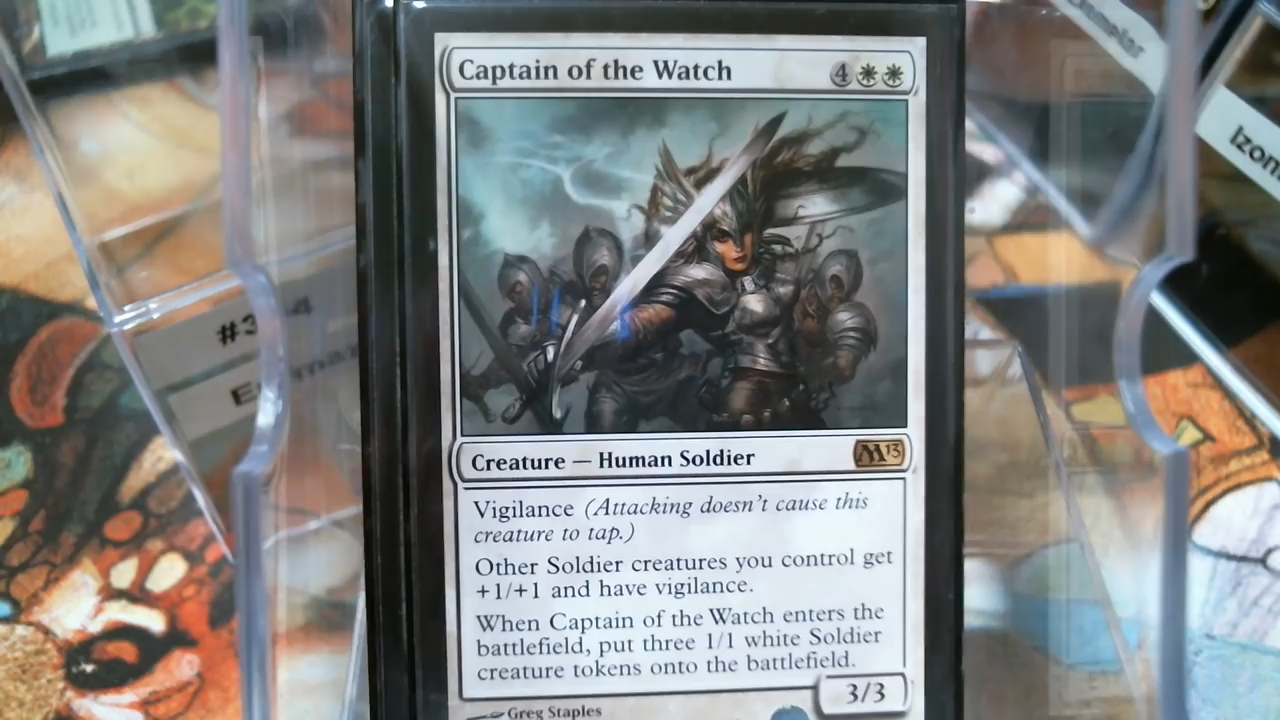 Captain of the Watch 4
Creature — Human Soldier
M13
Vigilance (Attacking doesn't cause this
creature to tap.)
Other Soldier creatures you control get
+1/+1 and have vigilance.
When Captain of the Watch enters the
battlefield, put three 1/1 white Soldier
creature tokens onto the battlefield.
3/3
Greg Staples